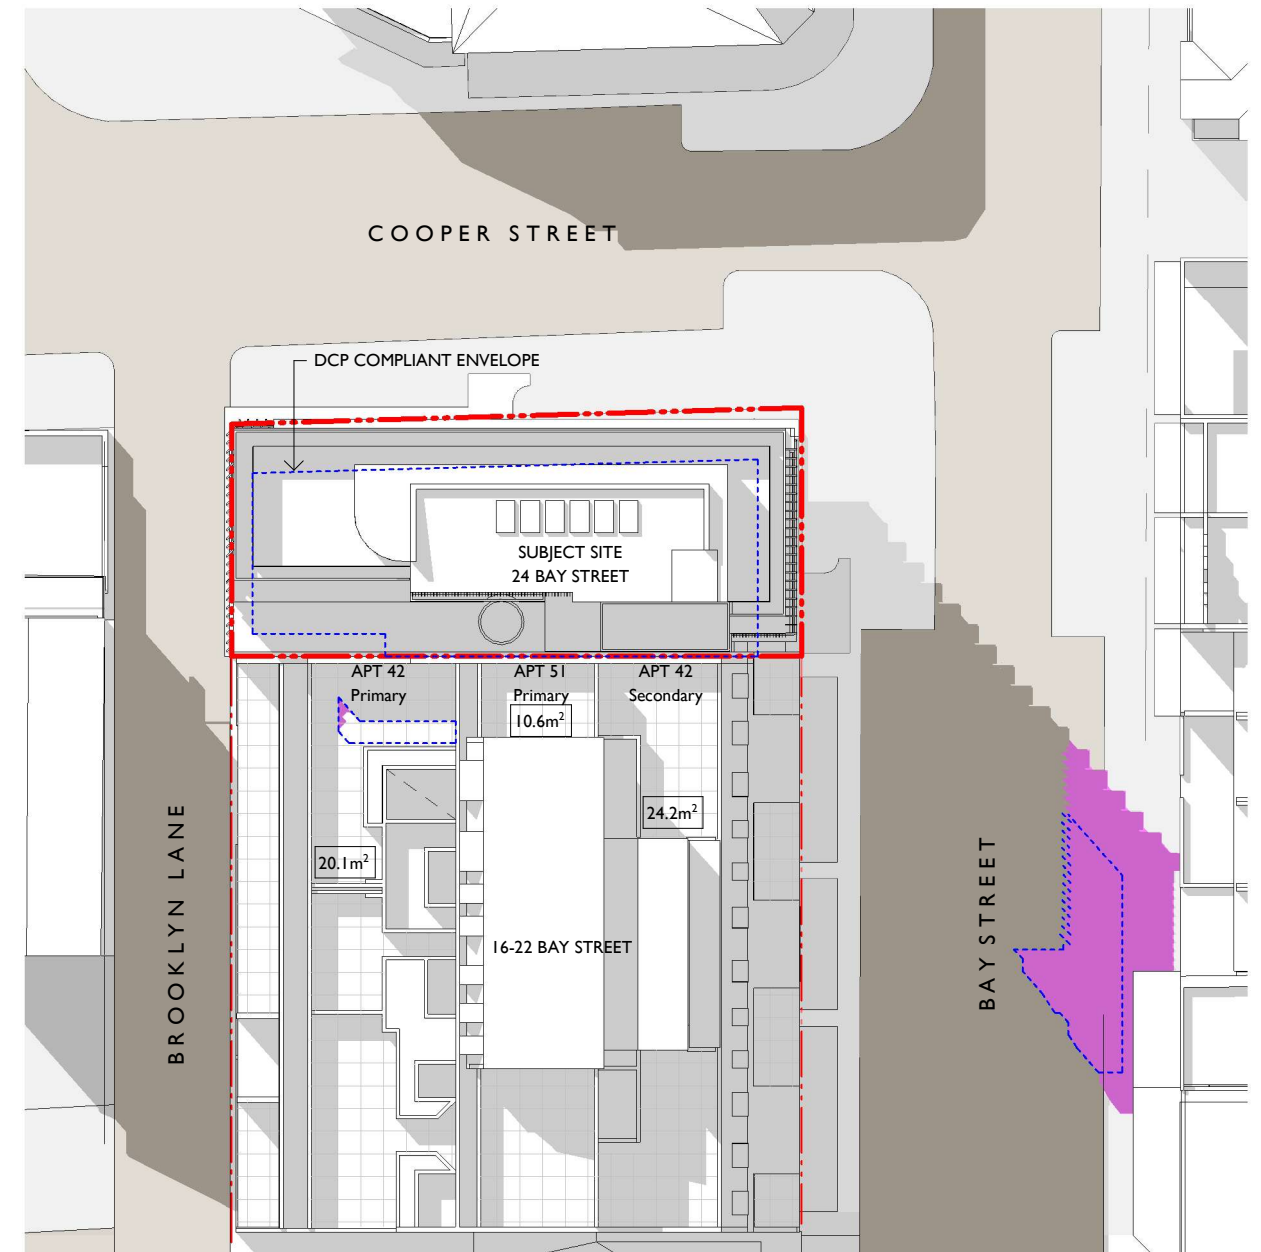 COOPER STREET
DCP COMPLIANT ENVELOPE
SUBJECT SITE
24 BAY STREET
APT 42
Primary
APT 51
Primary
10.6m²
APT 42
Secondary
24.2m²
20.1m²
BROOKLYN LANE
16-22 BAY STREET
BAY STREET